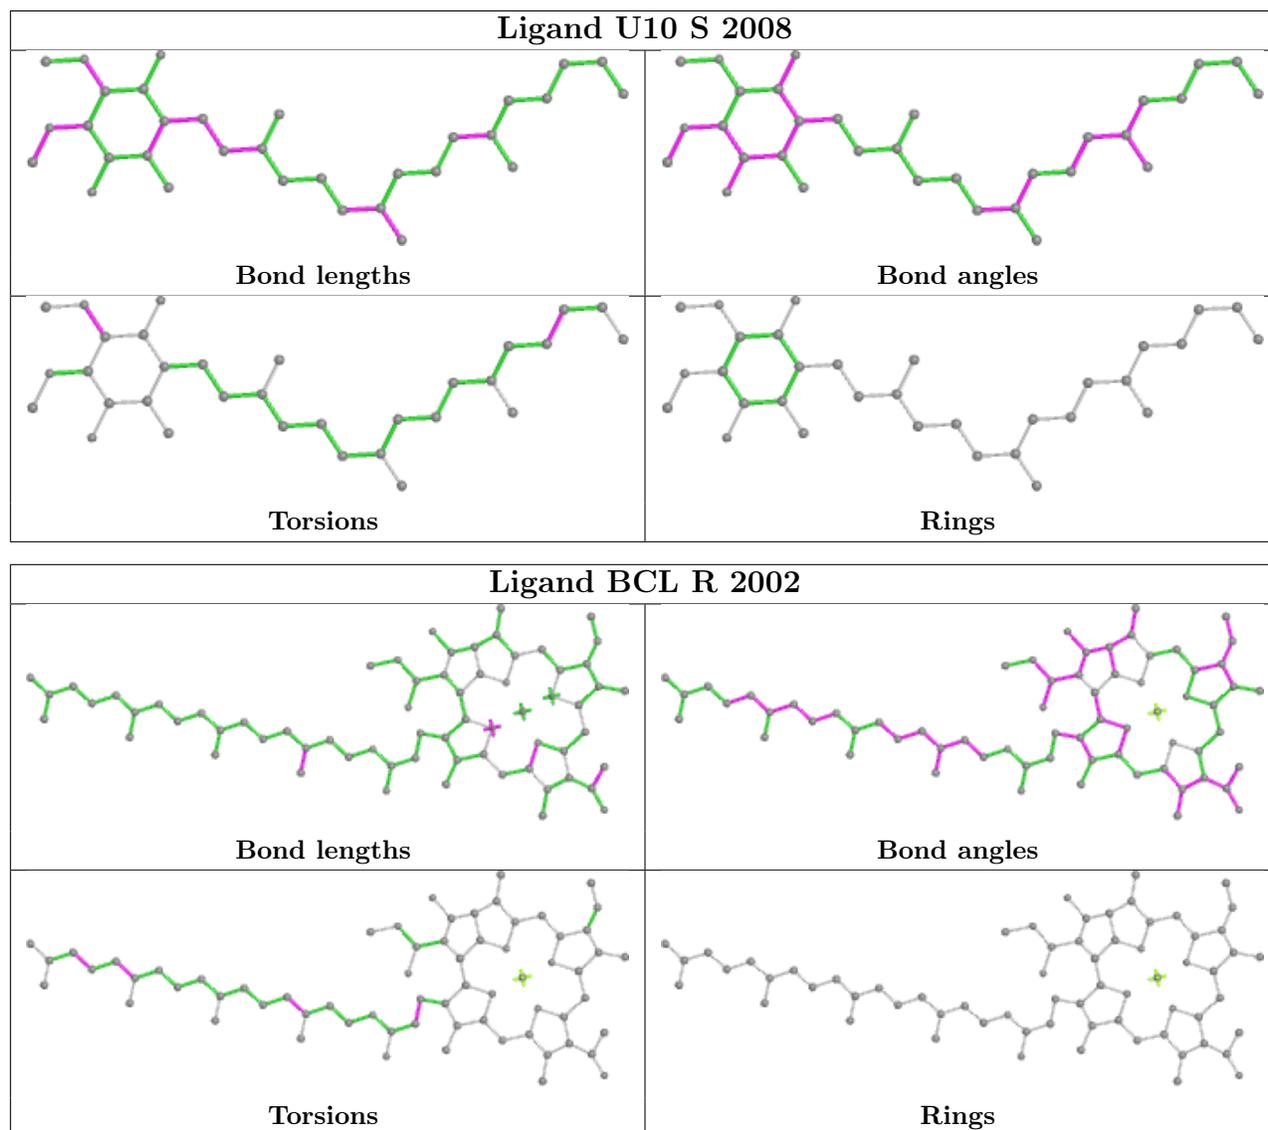 Ligand U10 S 2008
Bond lengths
Bond angles
Torsions
Rings
Ligand BCL R 2002
Bond lengths
Bond angles
Torsions
Rings